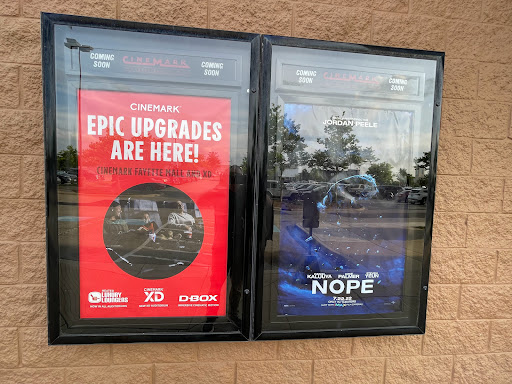 COMING SOON
CINEMARK
COMING SOON
CINEMARK
EPIC UPGRADES
ARE HERE!
CINEMARK FAYETTE MALL AND XD
LUXURY
LOUNGERS
CINEMARK
XD
D-BOX
COMING SOON
CINEMARK
COMING SOON
JORDAN PEELE
KALUUYA
PALMER
YEUN
NOPE
7.22.22